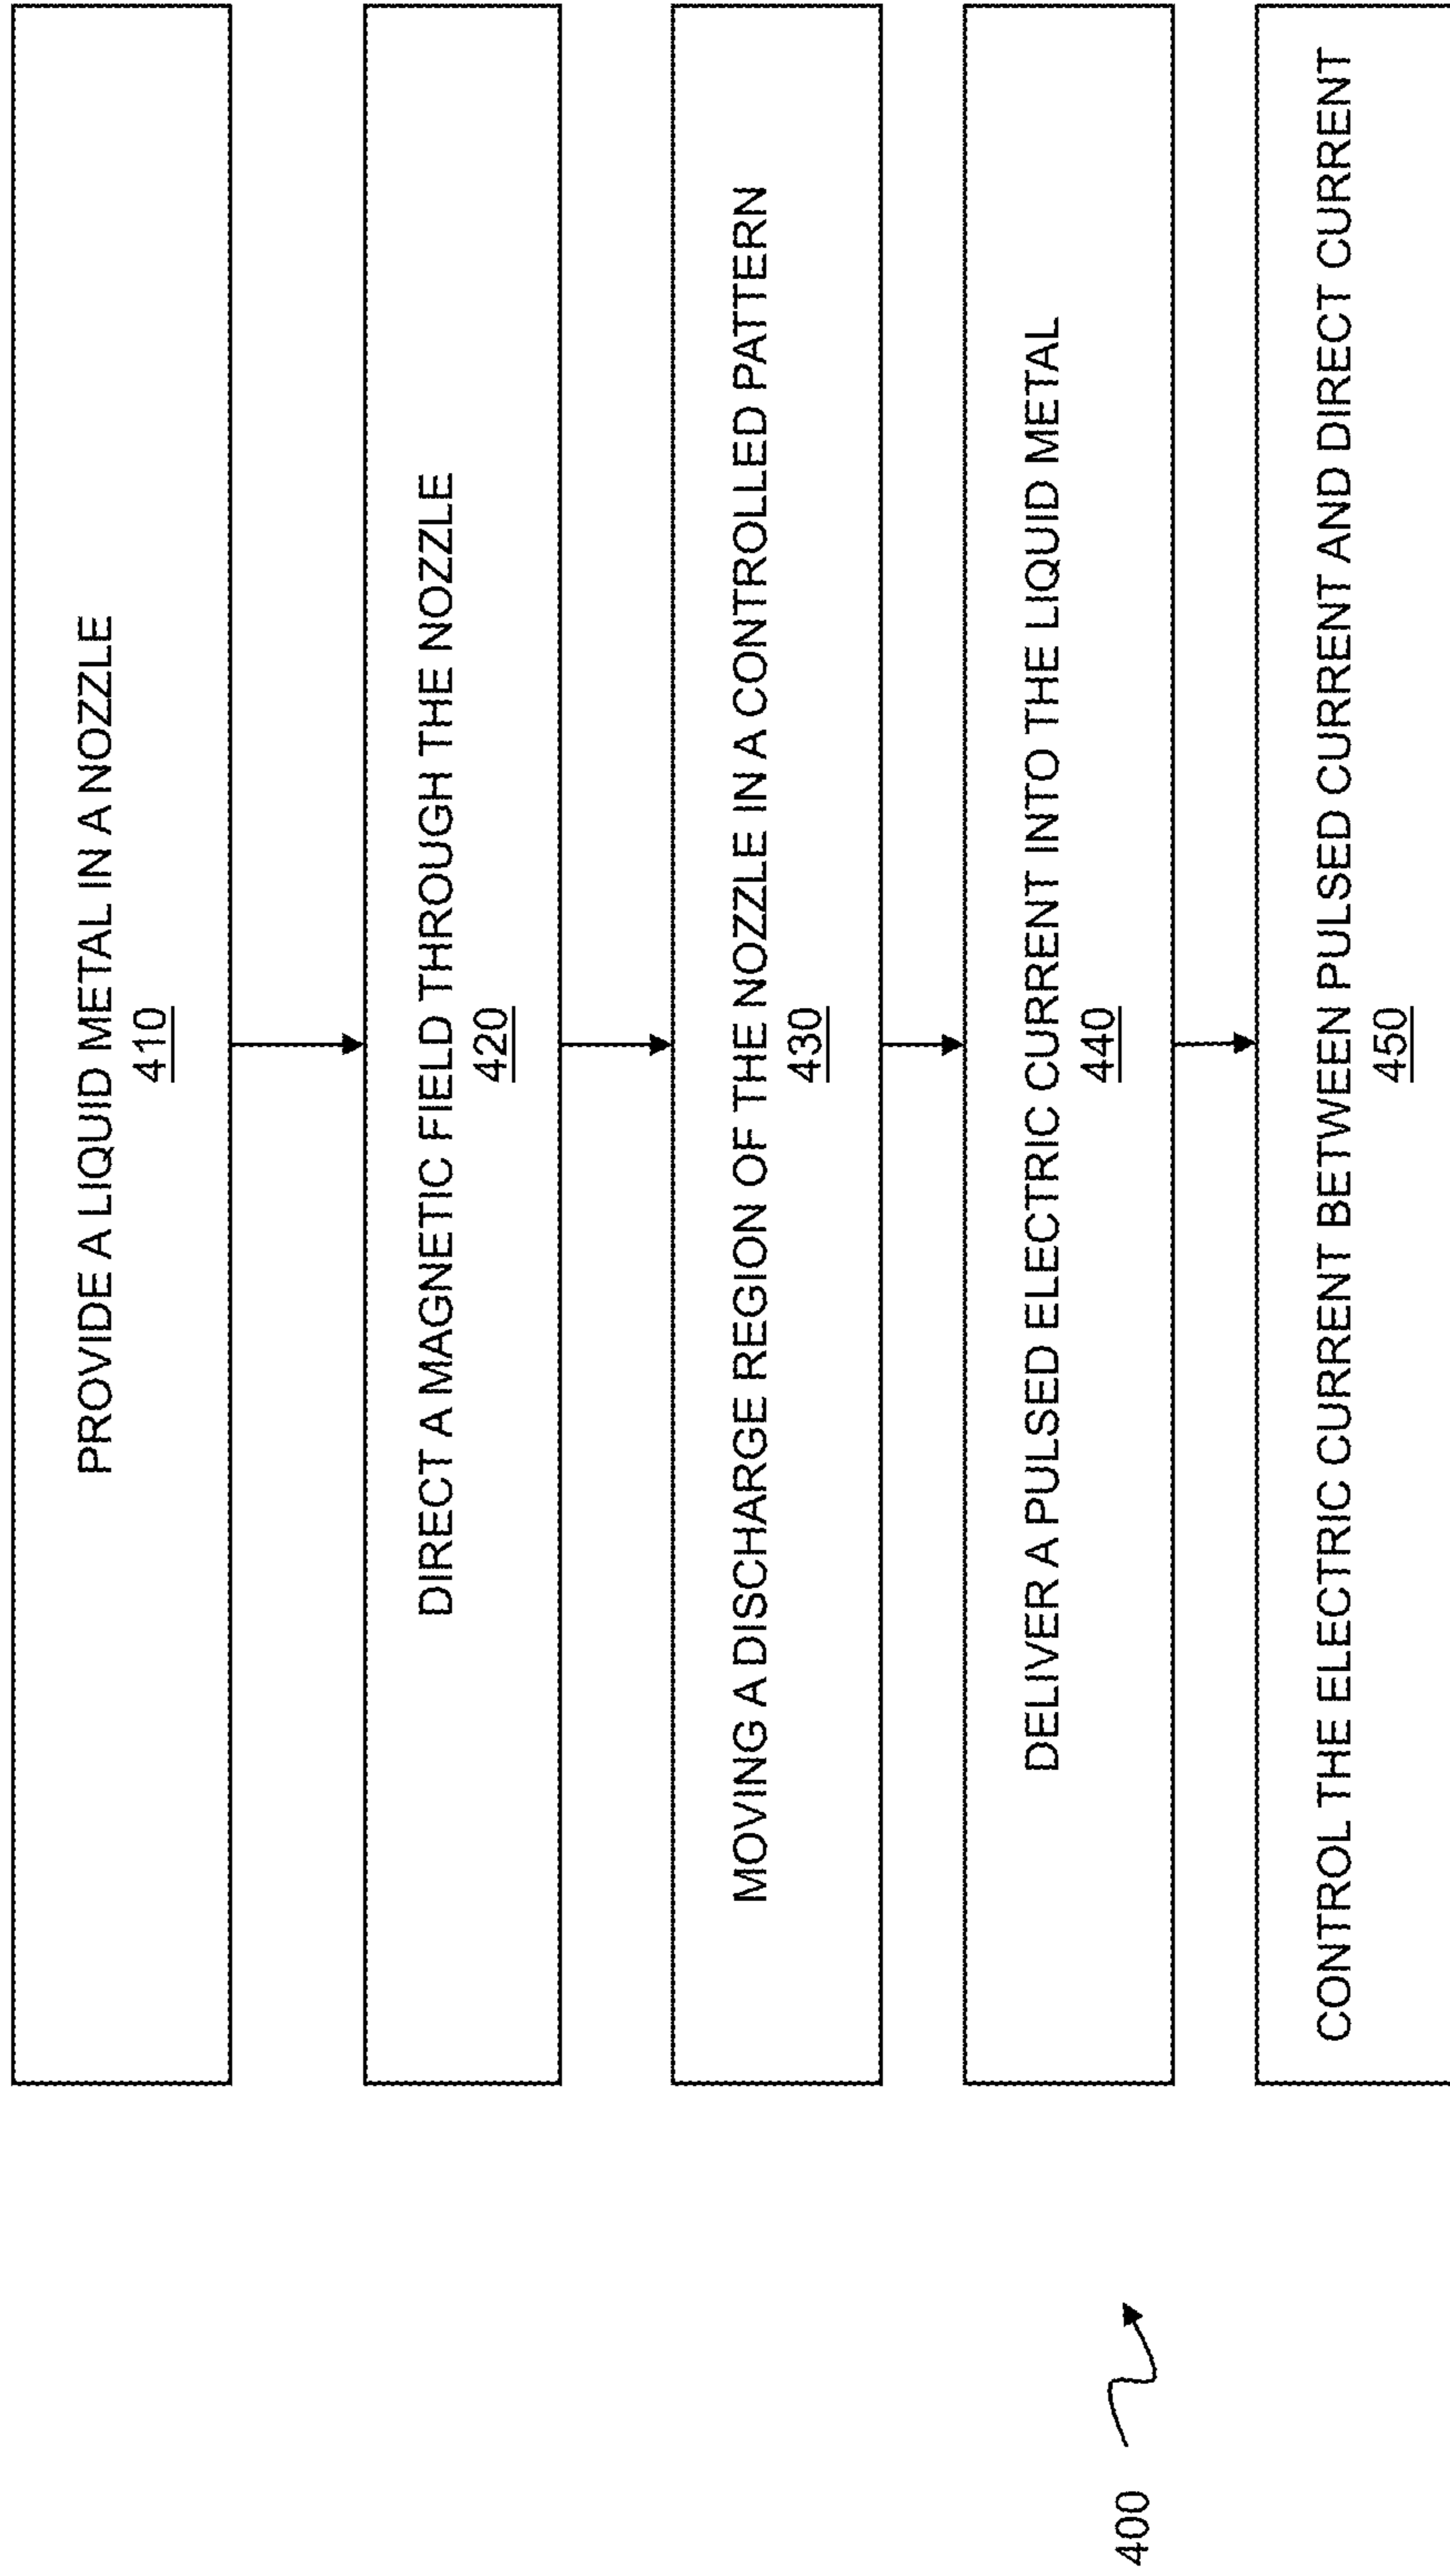 PROVIDE A LIQUID METAL IN A NOZZLE
410
DIRECT A MAGNETIC FIELD THROUGH THE NOZZLE
420
MOVING A DISCHARGE REGION OF THE NOZZLE IN A CONTROLLED PATTERN
430
DELIVER A PULSED ELECTRIC CURRENT INTO THE LIQUID METAL
440
CONTROL THE ELECTRIC CURRENT BETWEEN PULSED CURRENT AND DIRECT CURRENT
450
400